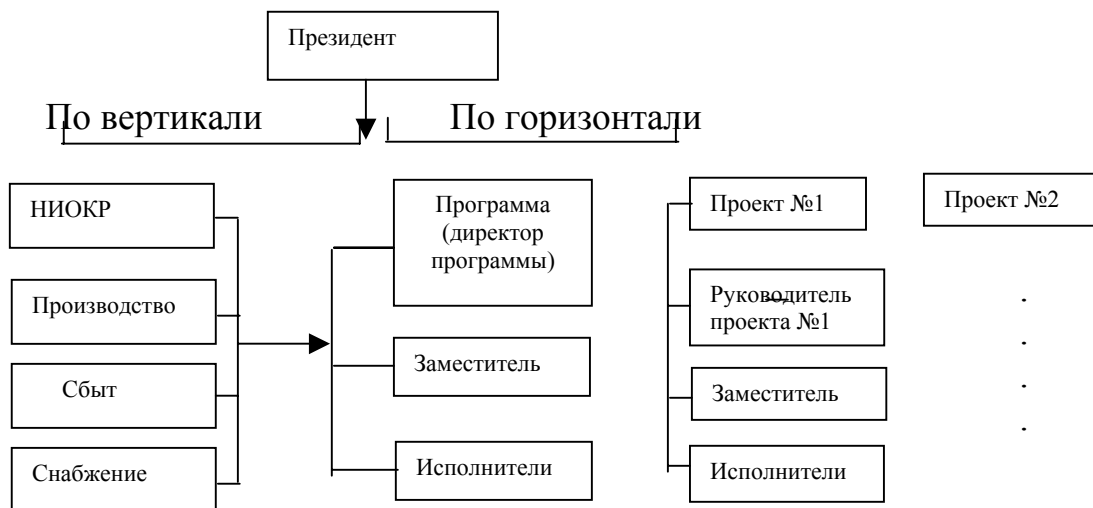 Президент
По вертикали
По горизонтали
НИОКР
Производство
Сбыт
Снабжение
Программа
(директор
программы)
Заместитель
Исполнители
Проект №1
Руководитель
проекта №1
Заместитель
Исполнители
Проект №2